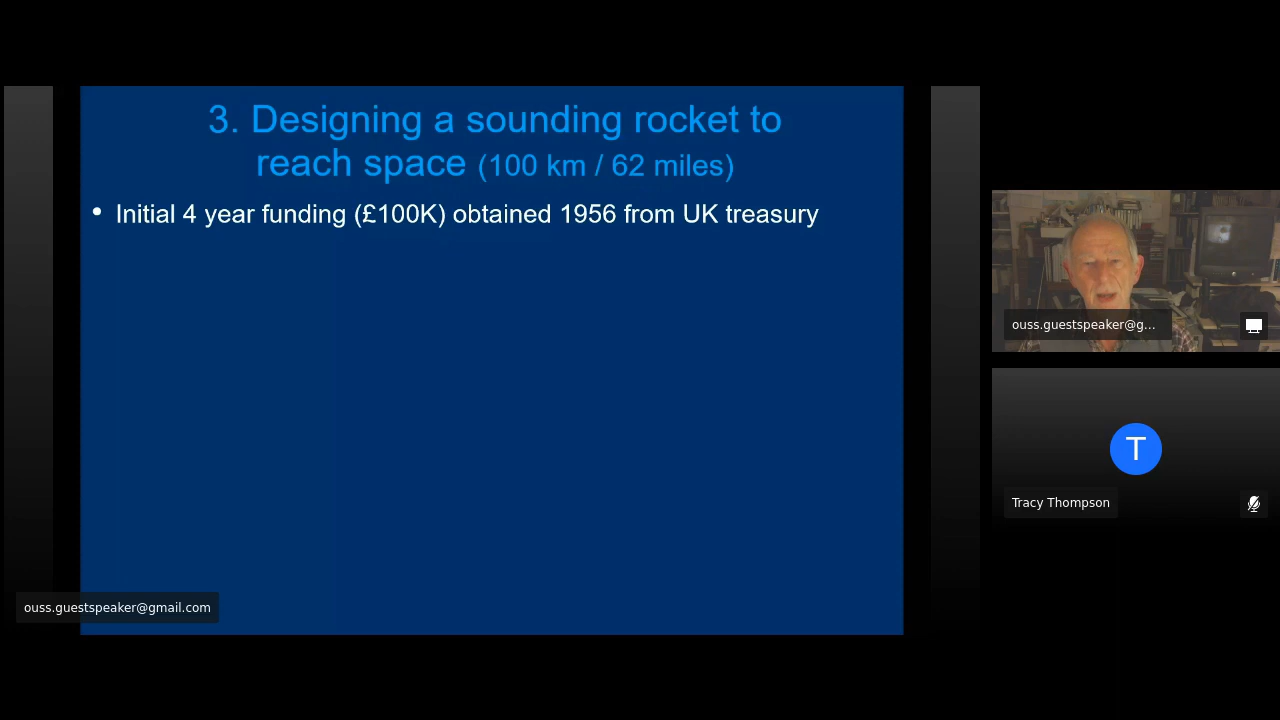 3. Designing a sounding rocket to
reach space (100 km / 62 miles)
• Initial 4 year funding (£100K) obtained 1956 from UK treasury
ouss.guestspeaker@gmail.com
ouss.guestspeaker@g...
T
Tracy Thompson